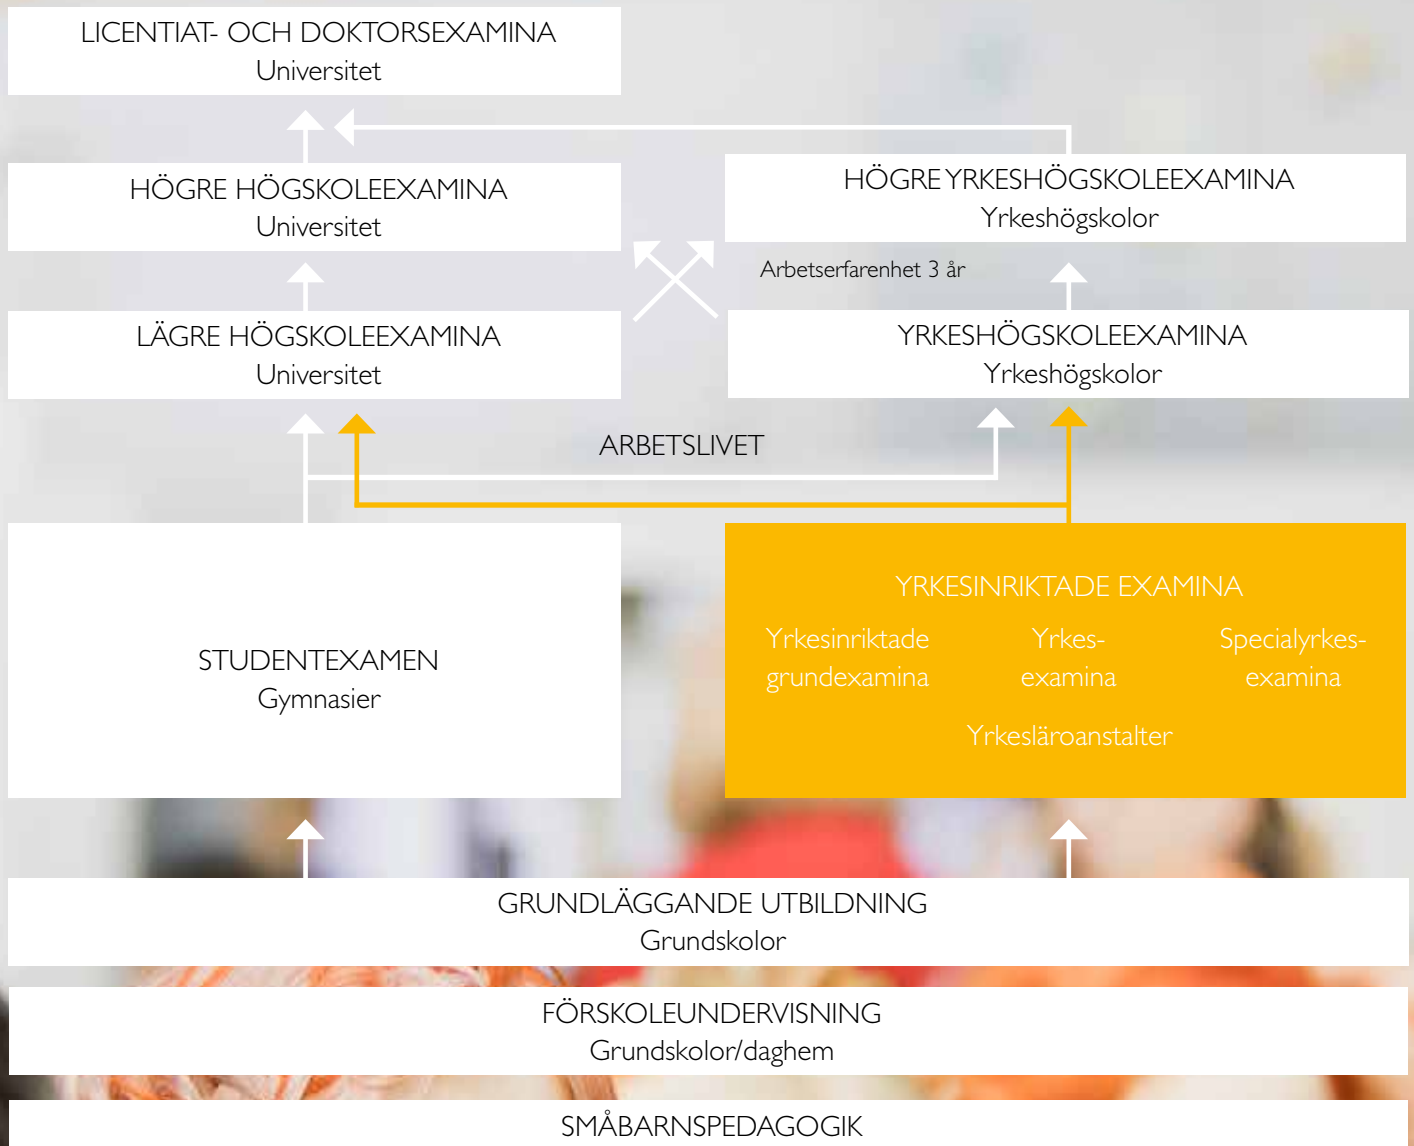 LICENTIAT- OCH DOKTORSEXAMINA
Universitet
HÖGRE HÖGSKOLEEXAMINA
Universitet
HÖGRE YRKESHÖGSKOLEEXAMINA
Yrkeshögskolor
Arbetserfarenhet 3 år
LÄGRE HÖGSKOLEEXAMINA
Universitet
YRKESHÖGSKOLEEXAMINA
Yrkeshögskolor
ARBETSLIVET
STUDENTEXAMEN
Gymnasier
YRKESINRIKTADE EXAMINA
Yrkesinriktade
grundexamina
Yrkes-
examina
Specialyrkes-
examina
Yrkesläroanstalter
GRUNDLÄGGANDE UTBILDNING
Grundskolor
FÖRSKOLEUNDERVISNING
Grundskolor/daghem
SMÅBARNSPEDAGOGIK